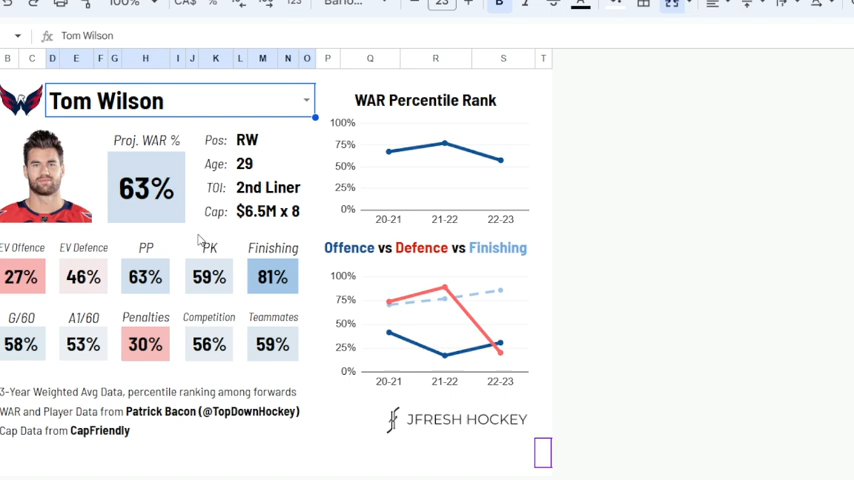 100%
CA$
%
123
Barlo...
23
B
fx Tom Wilson
B C D E F G H I J K L M N O P Q R S T
Tom Wilson
Proj. WAR %
63%
Pos: RW
Age: 29
TOI: 2nd Liner
Cap: $6.5M x 8
EV Offence EV Defence PP PK Finishing
27% 46% 63% 59% 81%
G/60 A1/60 Penalties Competition Teammates
58% 53% 30% 56% 59%
3-Year Weighted Avg Data, percentile ranking among forwards
WAR and Player Data from Patrick Bacon (@TopDownHockey)
Cap Data from CapFriendly
WAR Percentile Rank
100%
75%
50%
25%
0%
20-21 21-22 22-23
Offence vs Defence vs Finishing
100%
75%
50%
25%
0%
20-21 21-22 22-23
JFRESH HOCKEY